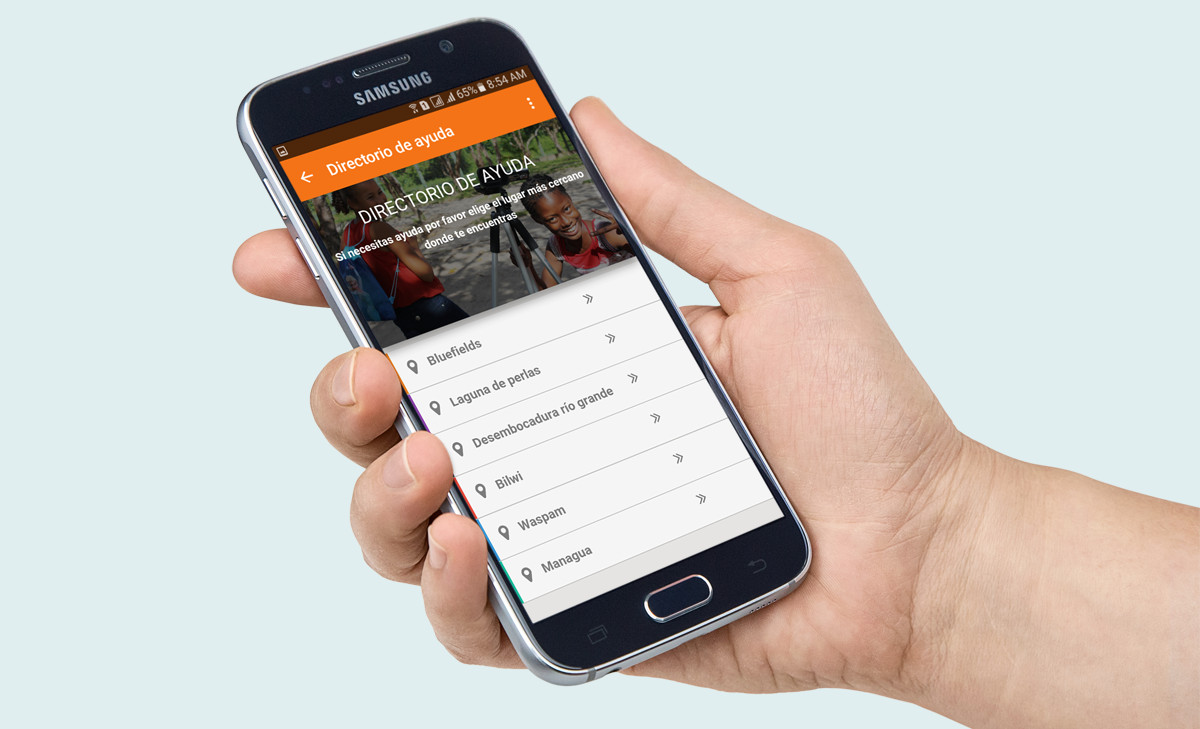 SAMSUNG
65% 8:54 AM
Directorio de ayuda
DIRECTORIO DE AYUDA
Si necesitas ayuda por favor elige el lugar más cercano
donde te encuentras
Bluefields
Laguna de perlas
Desembocadura río grande
Bilwi
Waspam
Managua